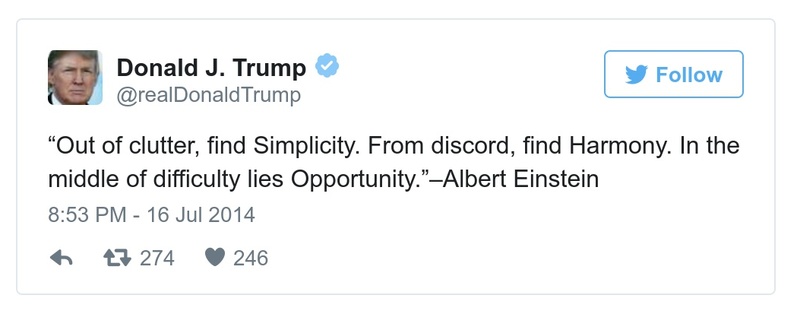 Donald J. Trump
@realDonaldTrump
Follow
“Out of clutter, find Simplicity. From discord, find Harmony. In the
middle of difficulty lies Opportunity.”–Albert Einstein
8:53 PM - 16 Jul 2014
274 246